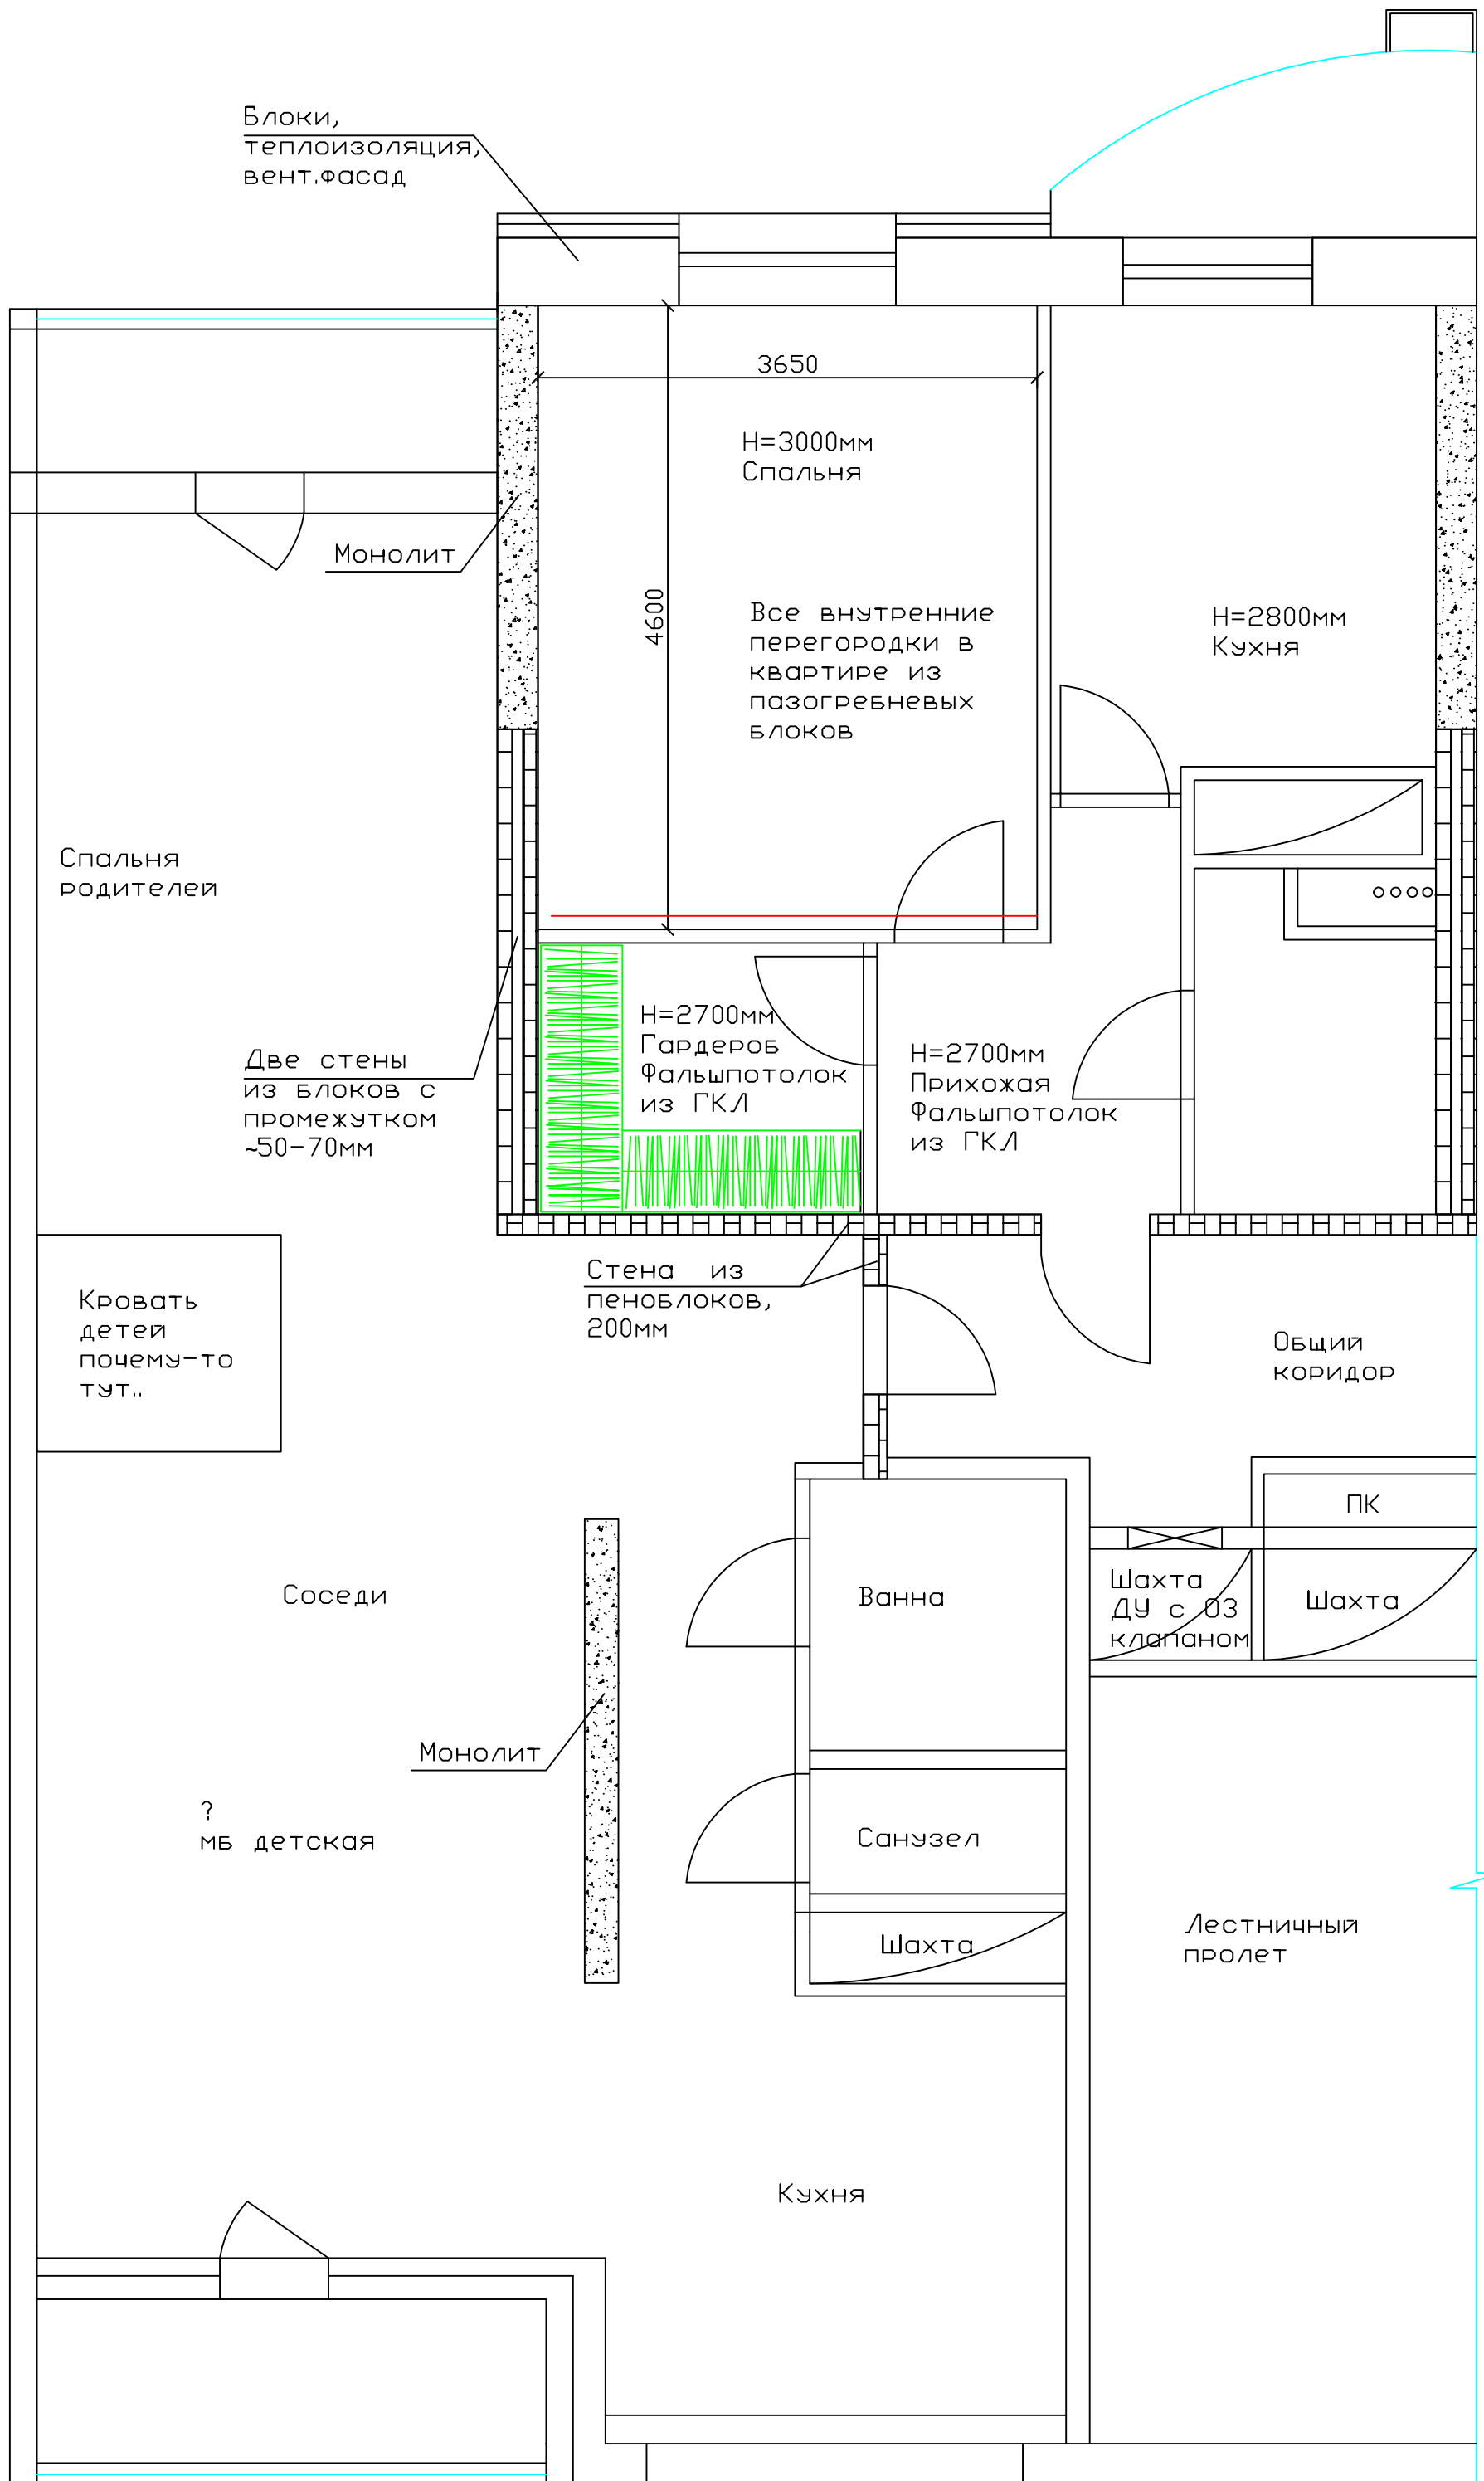 Блоки,
теплоизоляция,
вент.фасад
3650
H=3000мм
Спальня
Монолит
4600
Все внутренние
перегородки в
квартире из
пазогребневых
блоков
H=2800мм
Кухня
Спальня
родителей
Две стены
из блоков с
промежутком
~50-70мм
H=2700мм
Гардероб
Фальшпотолок
из ГКЛ
H=2700мм
Прихожая
Фальшпотолок
из ГКЛ
Стена из
пеноблоков,
200мм
Кровать
детей
почему-то
тут..
Общий
коридор
ПК
Соседи
Ванна
Шахта
ДУ с ОЗ
клапаном
Шахта
Монолит
?
мб детская
Санузел
Шахта
Лестничный
пролет
Кухня